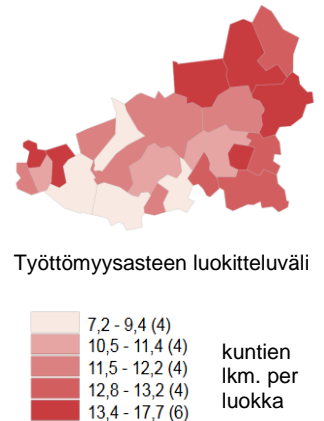 Työttömyysasteen luokitteluväli
7,2 - 9,4 (4)
10,5 - 11,4 (4)
11,5 - 12,2 (4)
12,8 - 13,2 (4)
13,4 - 17,7 (6)
kuntien
lkm. per
luokka